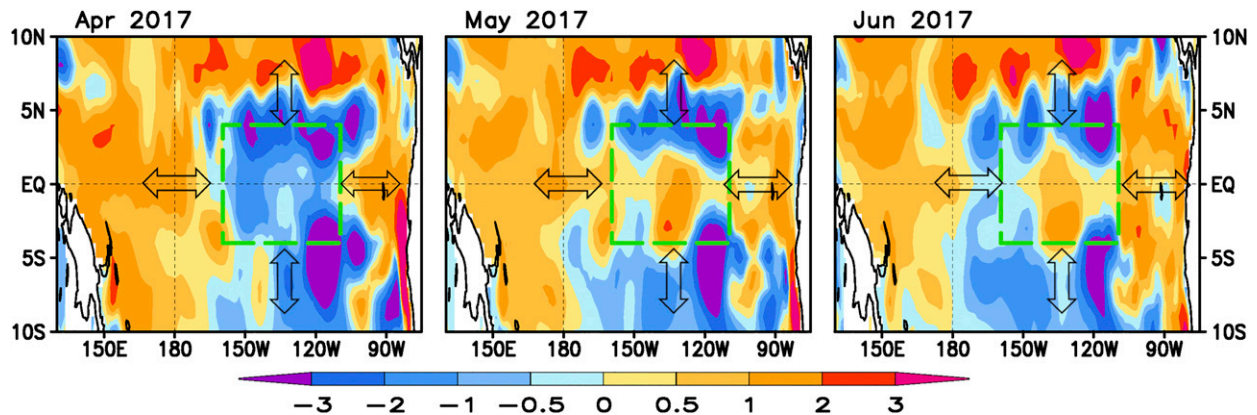 Apr 2017 May 2017 Jun 2017
10N 10N
5N 5N
EQ EQ
5S 5S
10S 10S
150E 180 150W 120W 90W 150E 180 150W 120W 90W 150E 180 150W 120W 90W
−3 −2 −1 −0.5 0 0.5 1 2 3